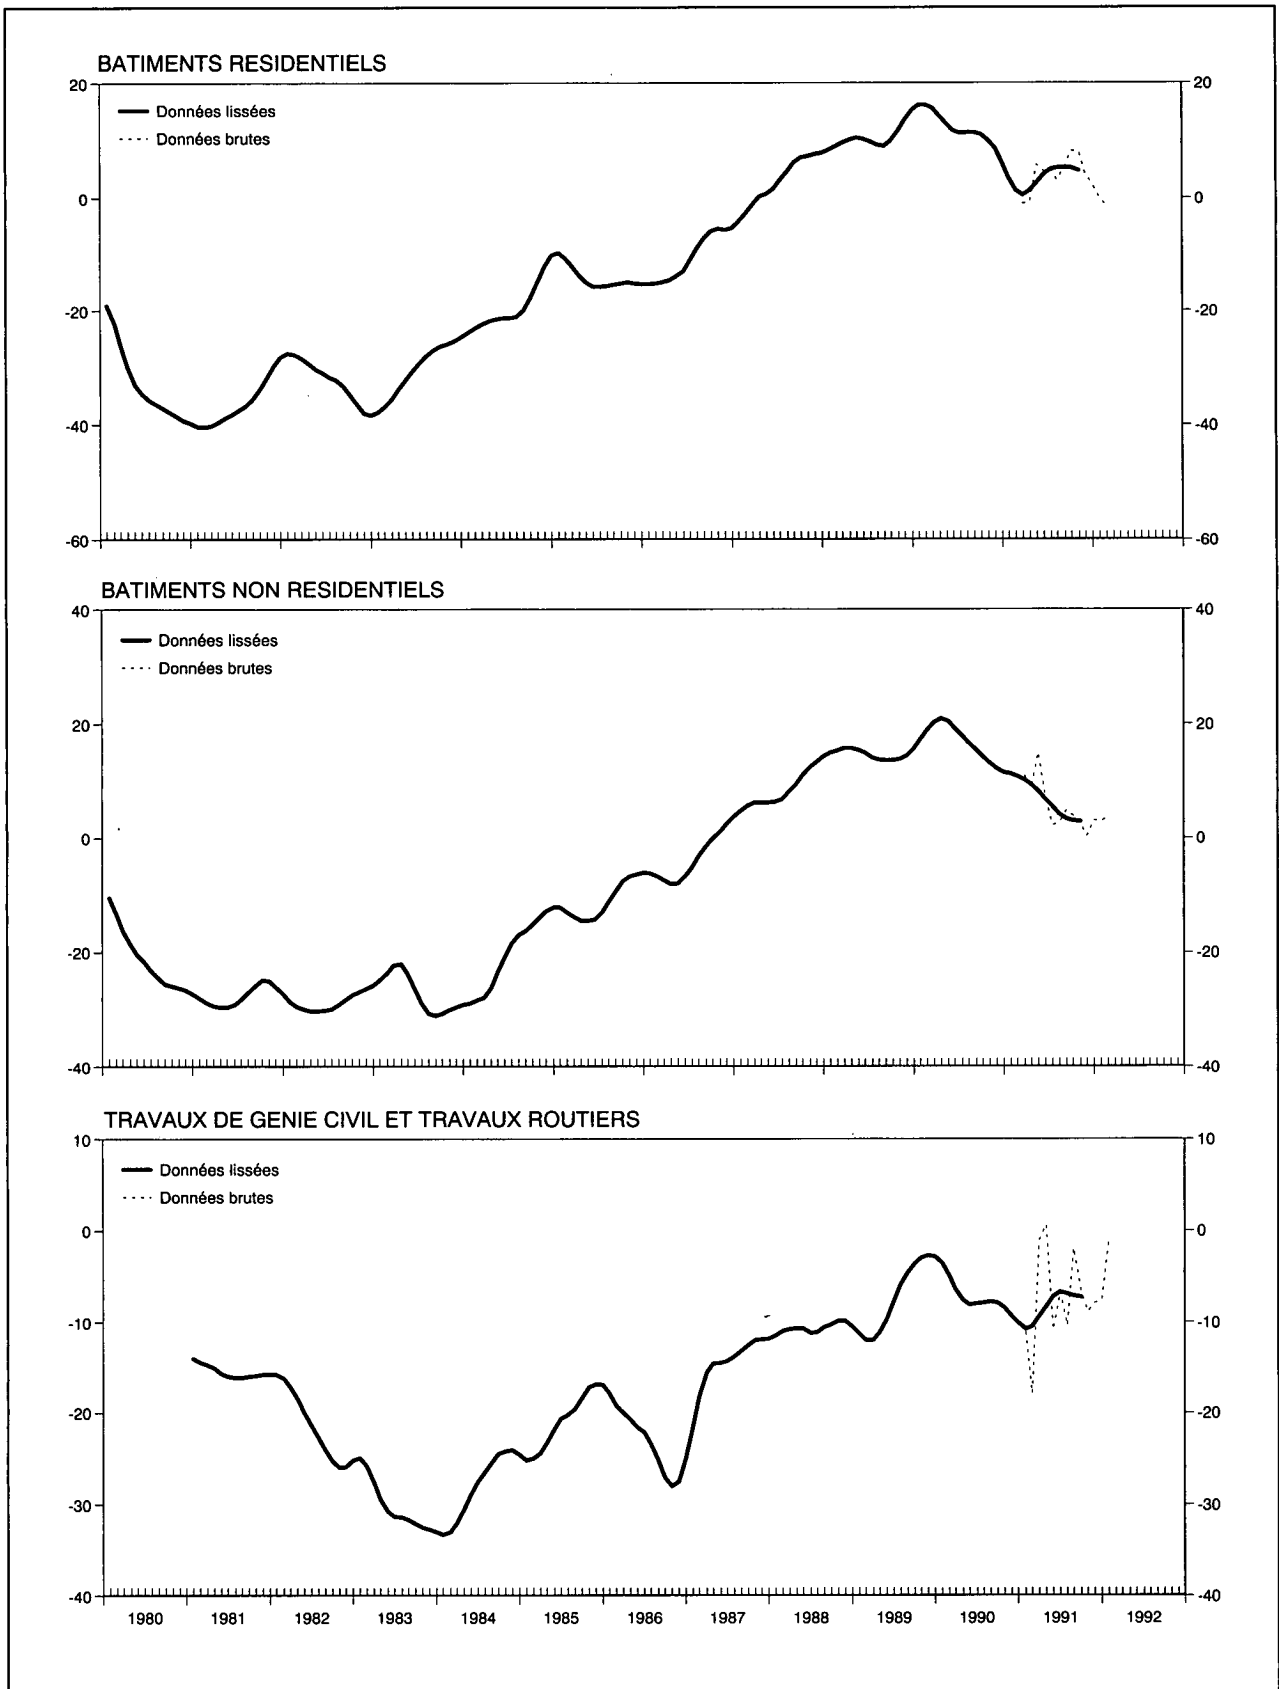 BATIMENTS RESIDENTIELS
20 20
Données lissées
Données brutes
0 0
-20 -20
-40 -40
-60 -60
BATIMENTS NON RESIDENTIELS
40 40
Données lissées
Données brutes
20 20
0 0
-20 -20
-40 -40
TRAVAUX DE GENIE CIVIL ET TRAVAUX ROUTIERS
10 10
Données lissées
Données brutes
0 0
-10 -10
-20 -20
-30 -30
-40 -40
1980 1981 1982 1983 1984 1985 1986 1987 1988 1989 1990 1991 1992